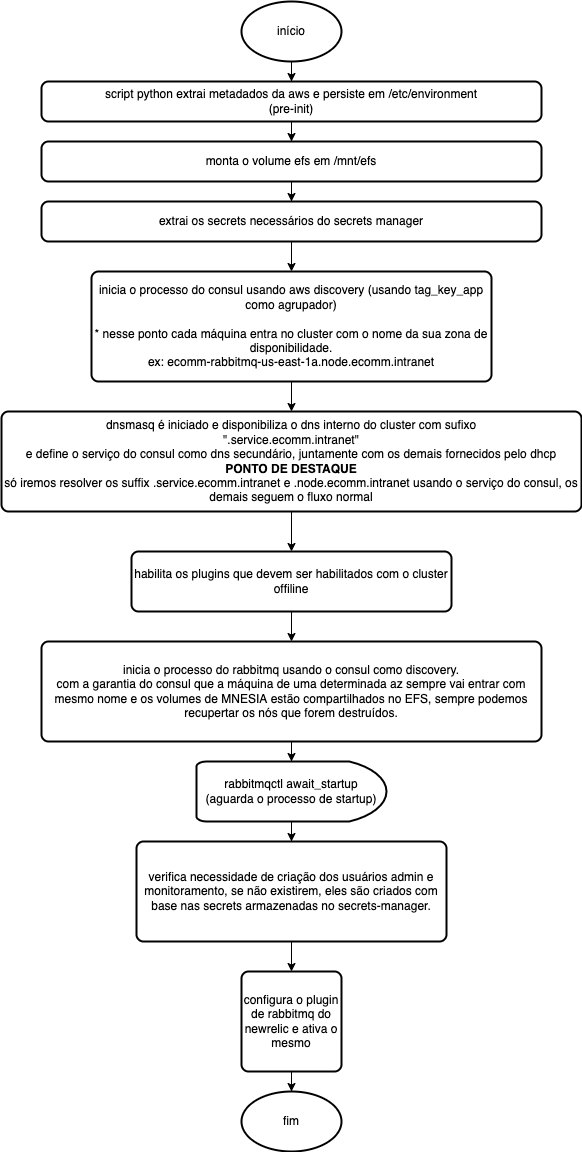 início
script python extrai metadados da aws e persiste em /etc/environment
(pre-init)
monta o volume efs em /mnt/efs
extrai os secrets necessários do secrets manager
inicia o processo do consul usando aws discovery (usando tag_key_app
como agrupador)
* nesse ponto cada máquina entra no cluster com o nome da sua zona de
disponibilidade.
ex: ecomm-rabbitmq-us-east-1a.node.ecomm.intranet
dnsmasq é iniciado e disponibiliza o dns interno do cluster com sufixo
".service.ecomm.intranet"
e define o serviço do consul como dns secundário, juntamente com os demais fornecidos pelo dhcp
PONTO DE DESTAQUE
só iremos resolver os suffix .service.ecomm.intranet e .node.ecomm.intranet usando o serviço do consul, os
demais seguem o fluxo normal
habilita os plugins que devem ser habilitados com o cluster
offiline
inicia o processo do rabbitmq usando o consul como discovery.
com a garantia do consul que a máquina de uma determinada az sempre vai entrar com
mesmo nome e os volumes de MNESIA estão compartilhados no EFS, sempre podemos
recupertar os nós que forem destruídos.
rabbitmqctl await_startup
(aguarda o processo de startup)
verifica necessidade de criação dos usuários admin e
monitoramento, se não existirem, eles são criados com
base nas secrets armazenadas no secrets-manager.
configura o plugin
de rabbitmq do
newrelic e ativa o
mesmo
fim